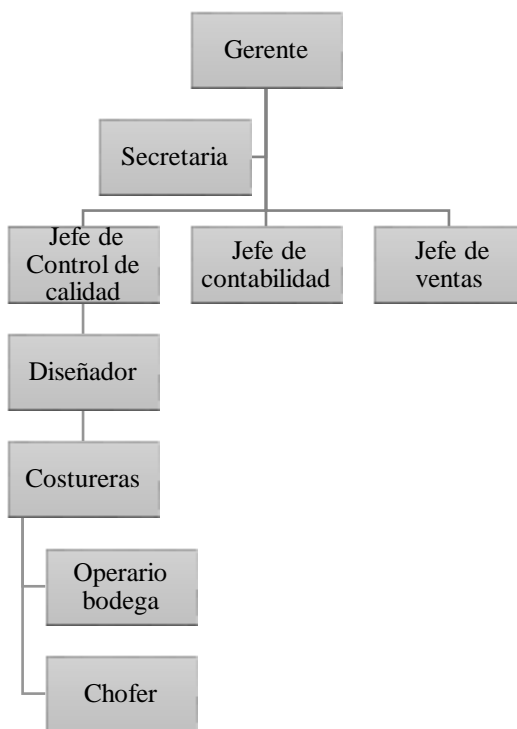 Gerente
Secretaria
Jefe de
Control de
calidad
Jefe de
contabilidad
Jefe de
ventas
Diseñador
Costureras
Operario
bodega
Chofer